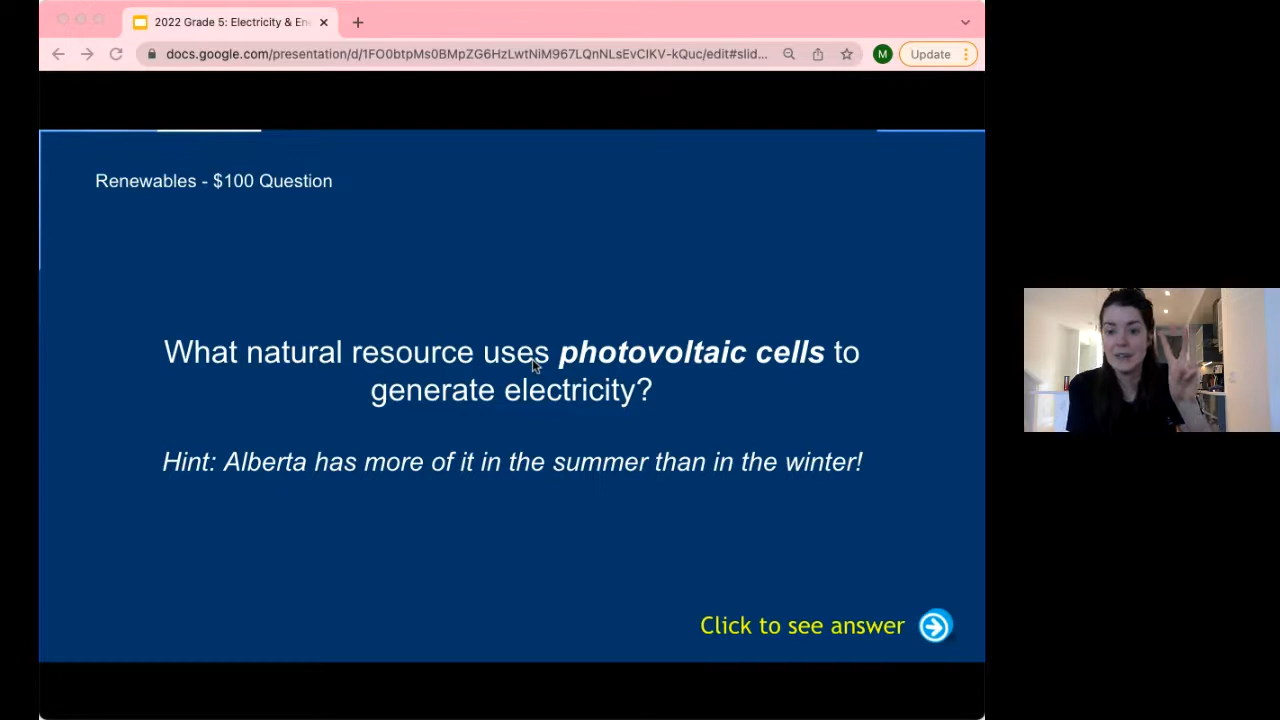 2022 Grade 5: Electricity & En
docs.google.com/presentation/d/1FO0btpMs0BMpZG6HzLwtNiM967LQnNLsEvCIKV-kQuc/edit#slid...
M
Update
Renewables - $100 Question
What natural resource uses photovoltaic cells to
generate electricity?
Hint: Alberta has more of it in the summer than in the winter!
Click to see answer